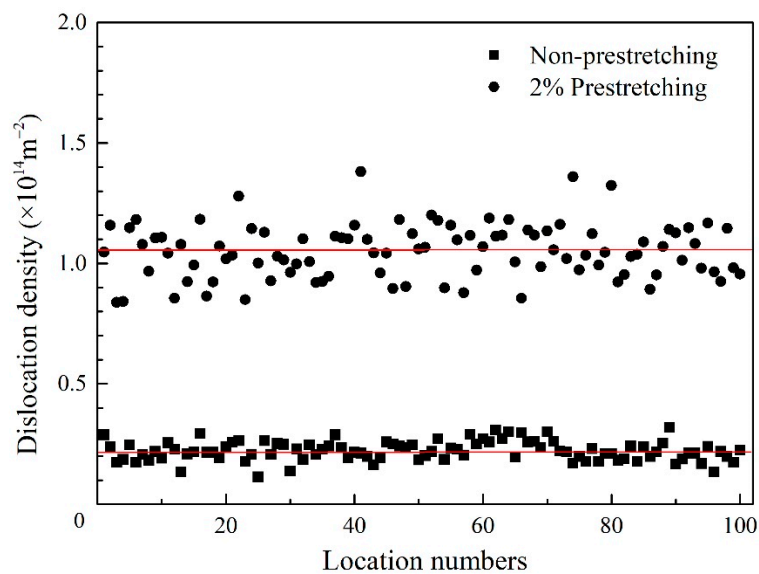 2.0
Non-prestretching
2% Prestretching
1.5
1.0
0.5
0
20
40
60
80
100
Dislocation density (×10¹⁴m⁻²)
Location numbers